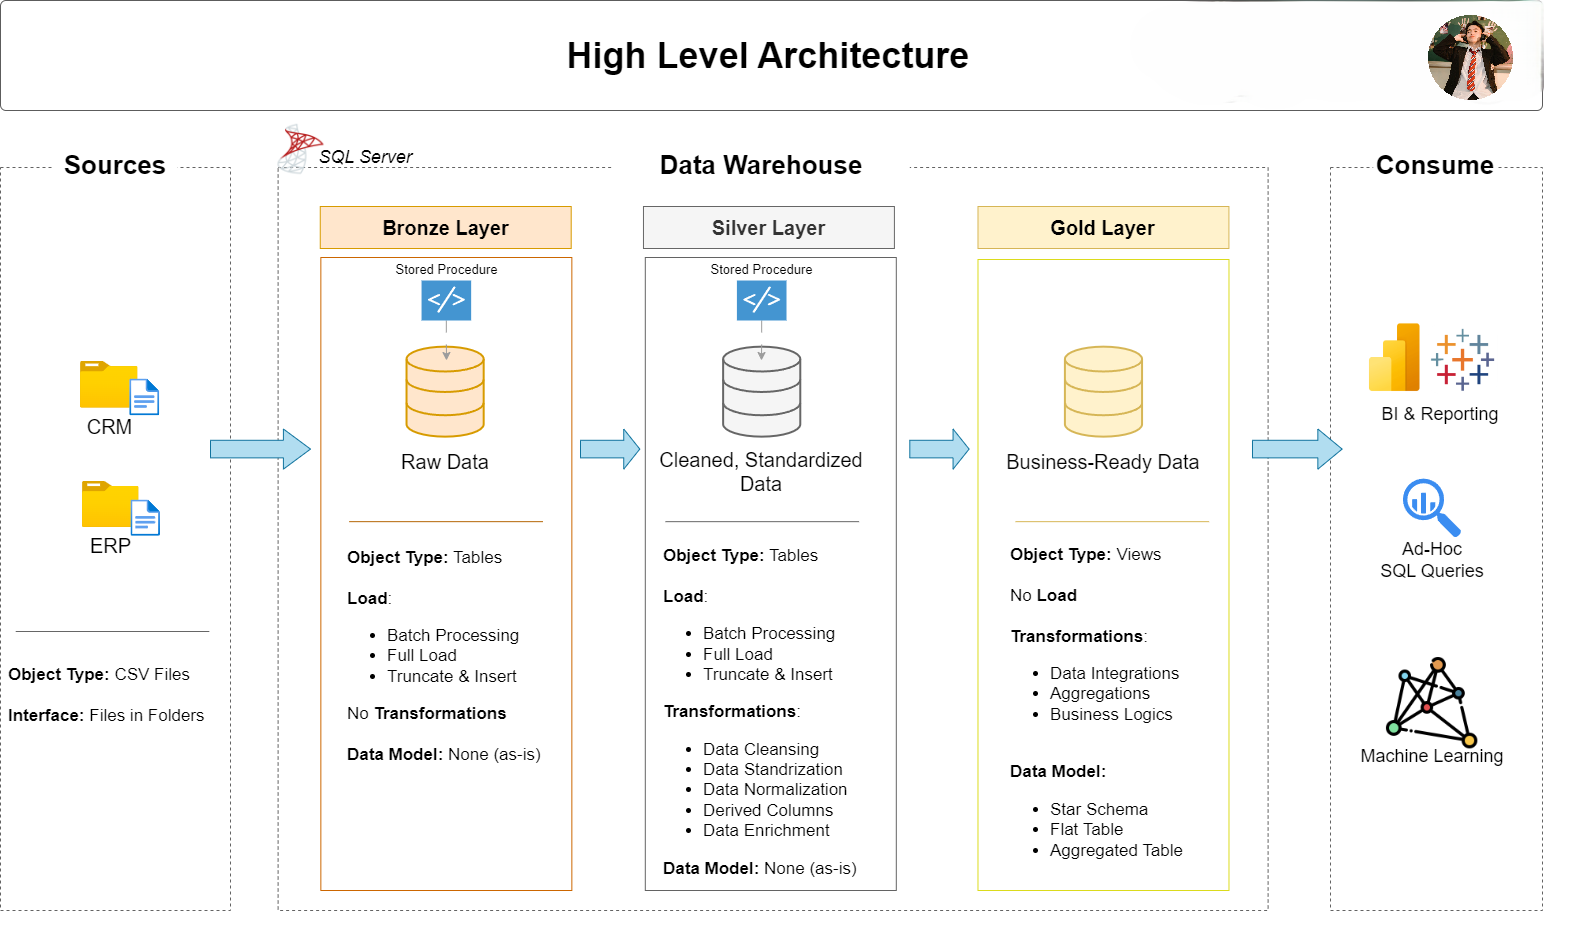 High Level Architecture
Sources
CRM
ERP
Object Type: CSV Files
Interface: Files in Folders
SQL Server
Data Warehouse
Bronze Layer
Stored Procedure
</>
Raw Data
Object Type: Tables
Load:
• Batch Processing
• Full Load
• Truncate & Insert
No Transformations
Data Model: None (as-is)
Silver Layer
Stored Procedure
</>
Cleaned, Standardized
Data
Object Type: Tables
Load:
• Batch Processing
• Full Load
• Truncate & Insert
Transformations:
• Data Cleansing
• Data Standrization
• Data Normalization
• Derived Columns
• Data Enrichment
Data Model: None (as-is)
Gold Layer
Business-Ready Data
Object Type: Views
No Load
Transformations:
• Data Integrations
• Aggregations
• Business Logics
Data Model:
• Star Schema
• Flat Table
• Aggregated Table
Consume
BI & Reporting
Ad-Hoc
SQL Queries
Machine Learning